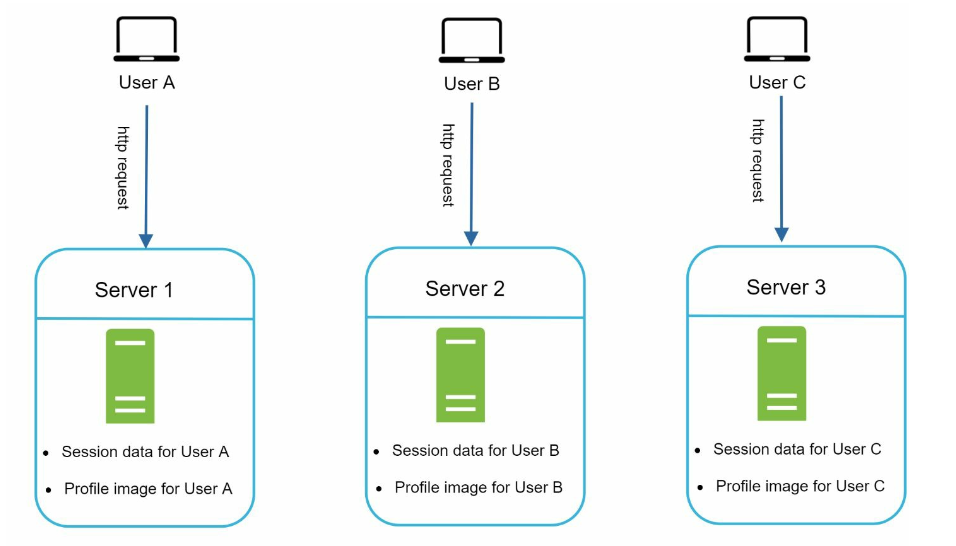 User A
User B
User C
http request
http request
http request
Server 1
Server 2
Server 3
• Session data for User A
• Profile image for User A
• Session data for User B
• Profile image for User B
• Session data for User C
• Profile image for User C